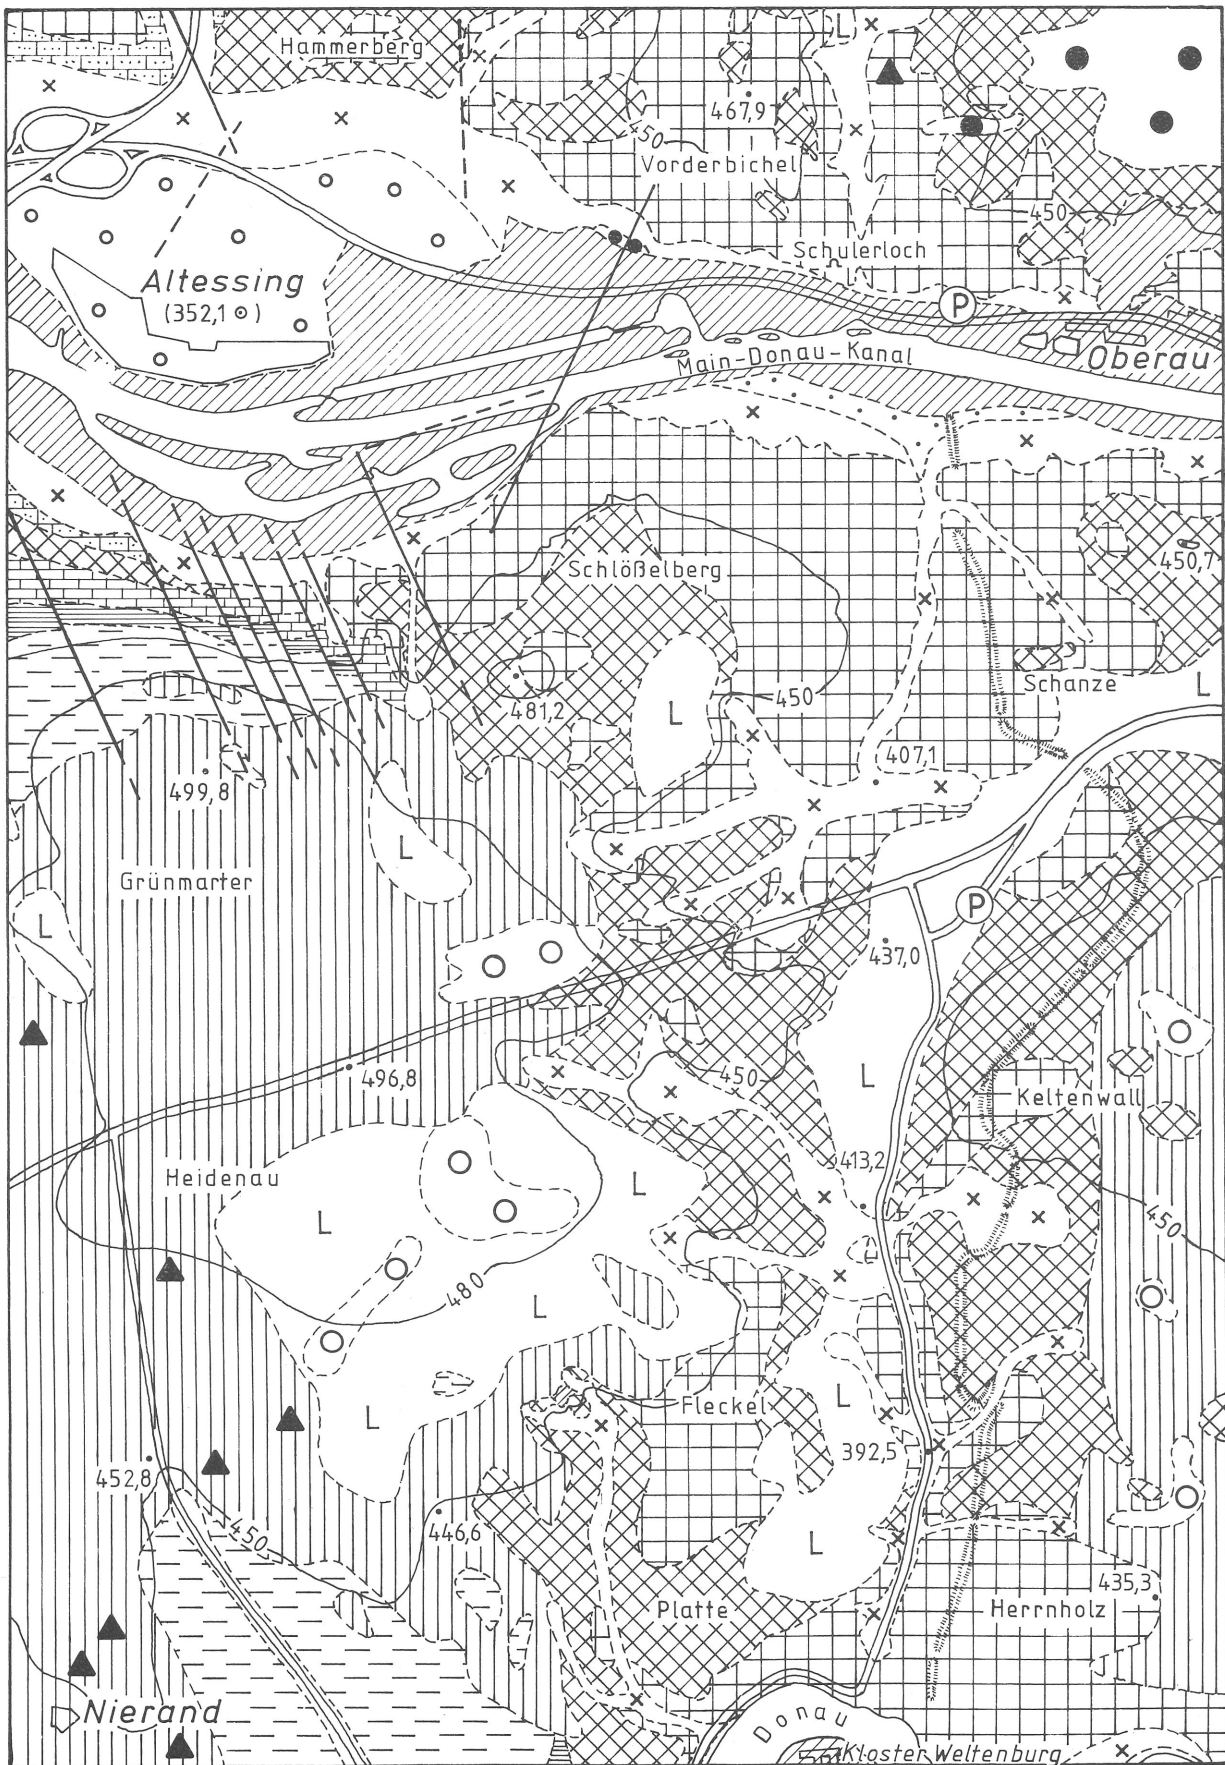 Hammerberg
L
467,9
50
Vorderbichel
450
Schulerloch
Altessing
(352,1 )
P
Main-Donau-Kanal
Oberau
450,7
Schlößelberg
Schanze
L
481,2
450
L
407,1
499,8
L
Grünmarter
L
P
437,0
496,8
450
L
Keltenwall
413,2
Heidenau
L
L
450
480
L
Fleckel
L
L
392,5
452,8
450
446,6
L
435,3
Platte
Herrnholz
Nierand
Donau
Kloster Weltenburg